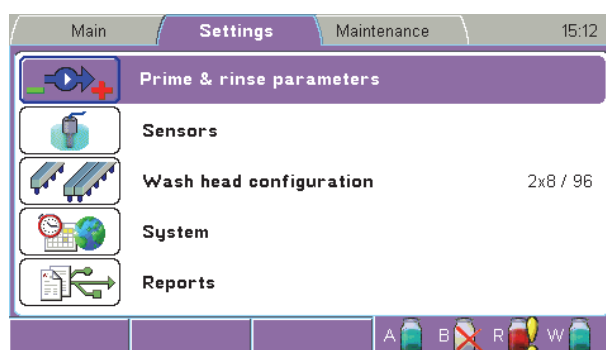 Main Settings Maintenance 15:12
Prime & rinse parameters
Sensors
Wash head configuration 2x8 / 96
System
Reports
A B R W